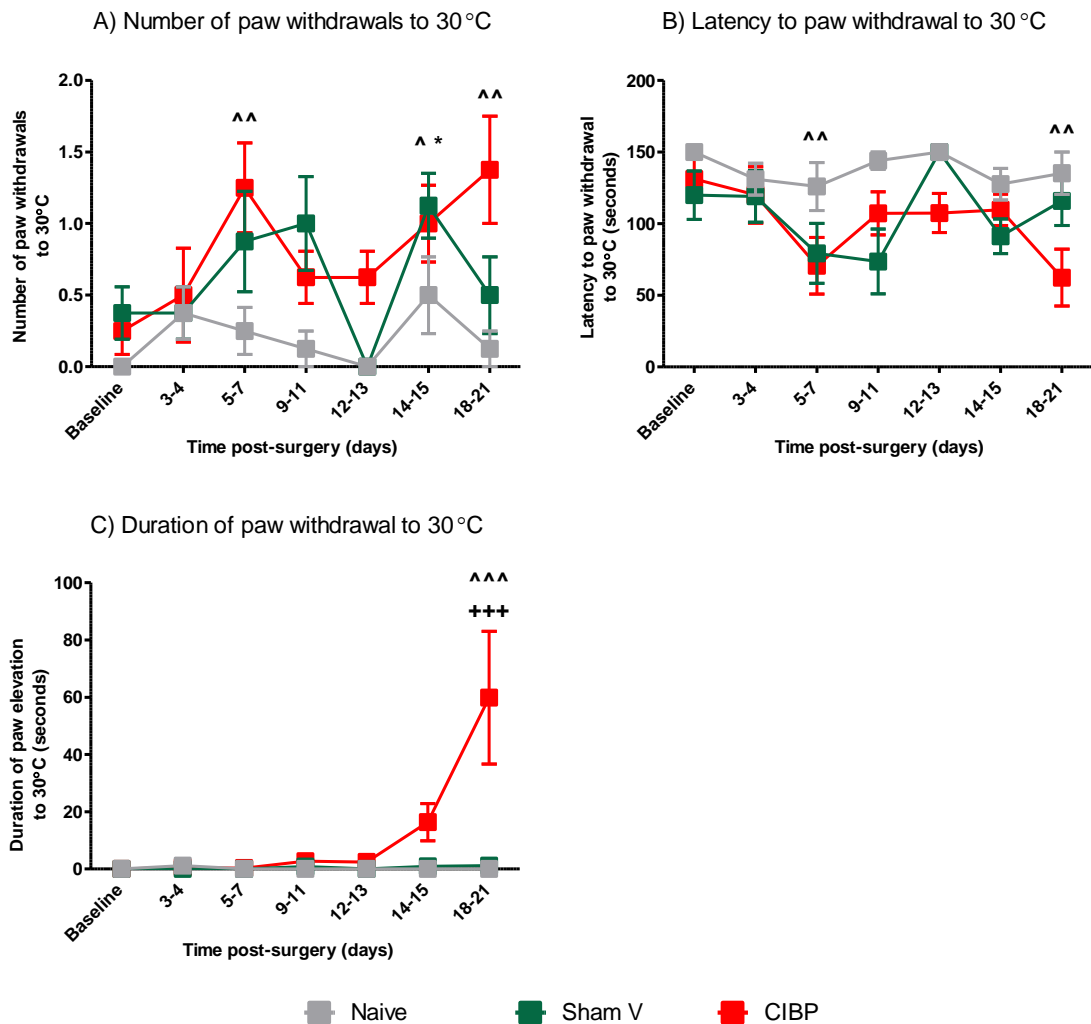 A) Number of paw withdrawals to 30°C
Number of paw withdrawals
to 30°C
2.0
1.5
1.0
0.5
0.0
^^
^ *
^^
Baseline
3-4
5-7
9-11
12-13
14-15
18-21
Time post-surgery (days)
B) Latency to paw withdrawal to 30°C
Latency to paw withdrawal
to 30°C (seconds)
200
150
100
50
0
^^
^^
Baseline
3-4
5-7
9-11
12-13
14-15
18-21
Time post-surgery (days)
C) Duration of paw withdrawal to 30°C
Duration of paw elevation
to 30°C (seconds)
100
80
60
40
20
0
^^^
+++
Baseline
3-4
5-7
9-11
12-13
14-15
18-21
Time post-surgery (days)
Naive
Sham V
CIBP